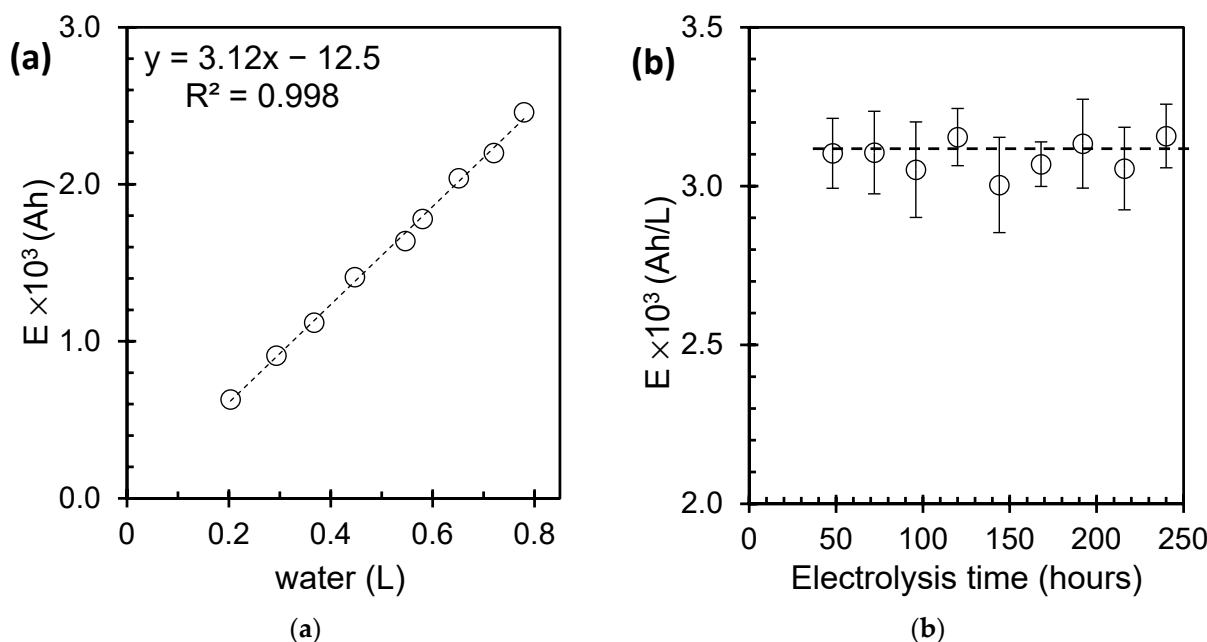 (a)
y = 3.12x − 12.5
R² = 0.998
E ×10³ (Ah)
3.0
2.0
1.0
0.0
0
0.2
0.4
0.6
0.8
water (L)
(a)
(b)
E ×10³ (Ah/L)
3.5
3.0
2.5
2.0
0
50
100
150
200
250
Electrolysis time (hours)
(b)